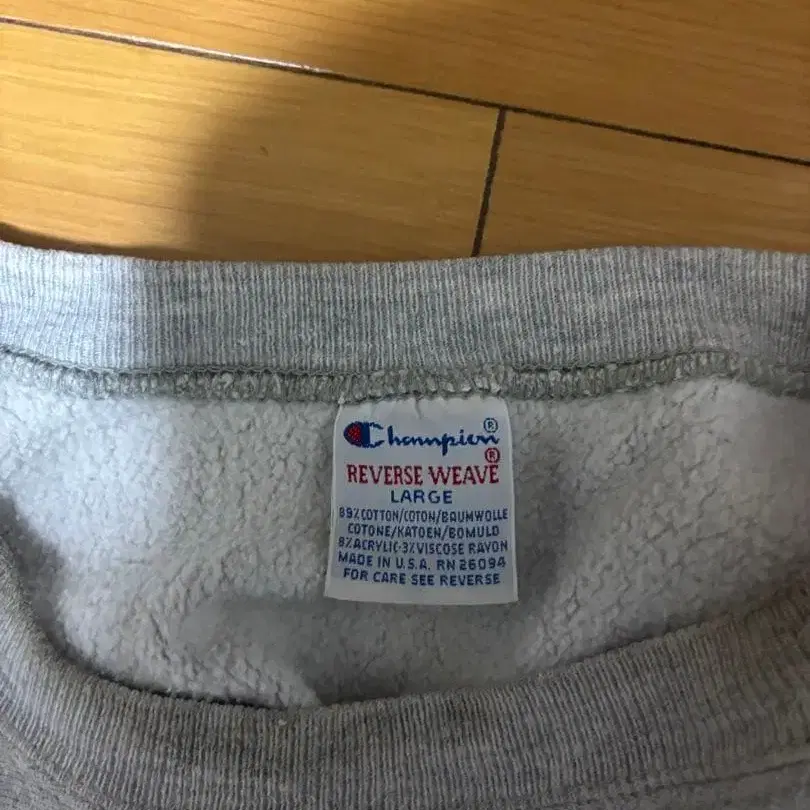 Champion®
REVERSE WEAVE®
LARGE
89% COTTON/COTON/BAUMWOLLE
COTONE/KATOEN/BOMULD
8% ACRYLIC-3% VISCOSE RAYON
MADE IN U.S.A. RN 26094
FOR CARE SEE REVERSE